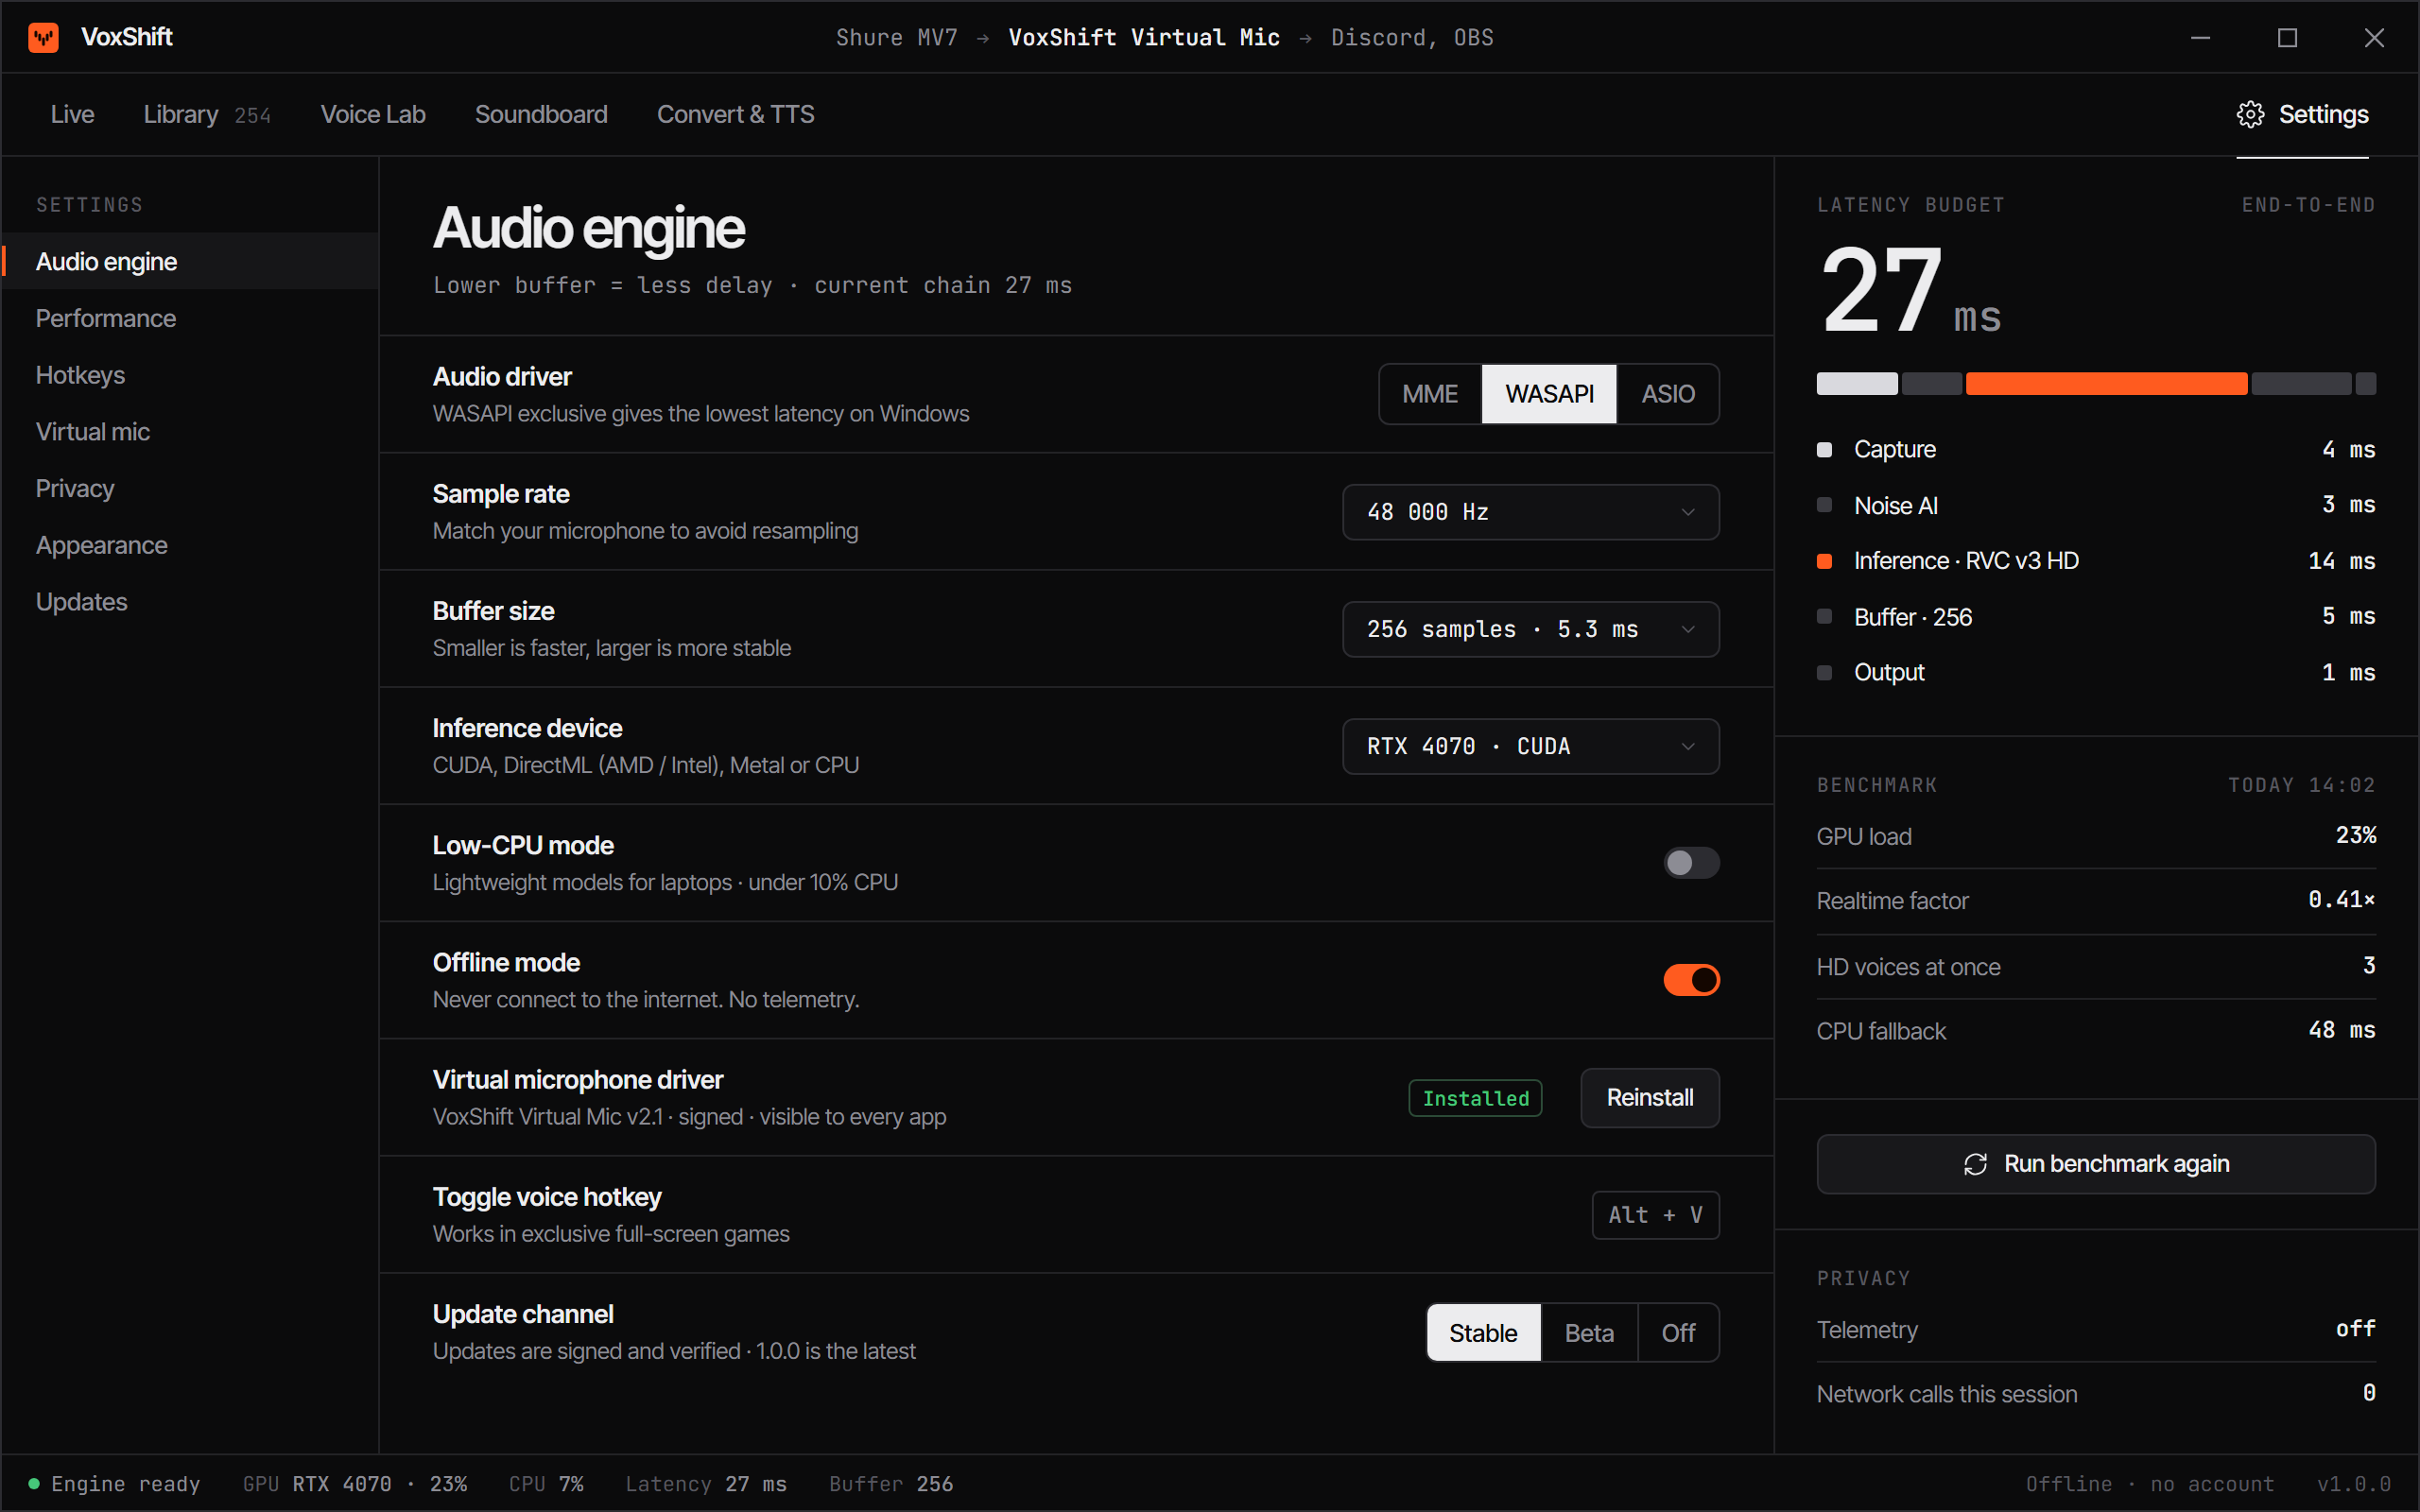 VoxShift
Shure MV7 → VoxShift Virtual Mic → Discord, OBS
Live
Library 254
Voice Lab
Soundboard
Convert & TTS
Settings
SETTINGS
Audio engine
Performance
Hotkeys
Virtual mic
Privacy
Appearance
Updates
Audio engine
Lower buffer = less delay · current chain 27 ms
Audio driver
WASAPI exclusive gives the lowest latency on Windows
MME WASAPI ASIO
Sample rate
Match your microphone to avoid resampling
48 000 Hz
Buffer size
Smaller is faster, larger is more stable
256 samples · 5.3 ms
Inference device
CUDA, DirectML (AMD / Intel), Metal or CPU
RTX 4070 · CUDA
Low-CPU mode
Lightweight models for laptops · under 10% CPU
Offline mode
Never connect to the internet. No telemetry.
Virtual microphone driver
VoxShift Virtual Mic v2.1 · signed · visible to every app
Installed
Reinstall
Toggle voice hotkey
Works in exclusive full-screen games
Alt + V
Update channel
Updates are signed and verified · 1.0.0 is the latest
Stable Beta Off
LATENCY BUDGET END-TO-END
27 ms
Capture 4 ms
Noise AI 3 ms
Inference · RVC v3 HD 14 ms
Buffer · 256 5 ms
Output 1 ms
BENCHMARK TODAY 14:02
GPU load 23%
Realtime factor 0.41×
HD voices at once 3
CPU fallback 48 ms
Run benchmark again
PRIVACY
Telemetry off
Network calls this session 0
Engine ready GPU RTX 4070 · 23% CPU 7% Latency 27 ms Buffer 256
Offline · no account v1.0.0